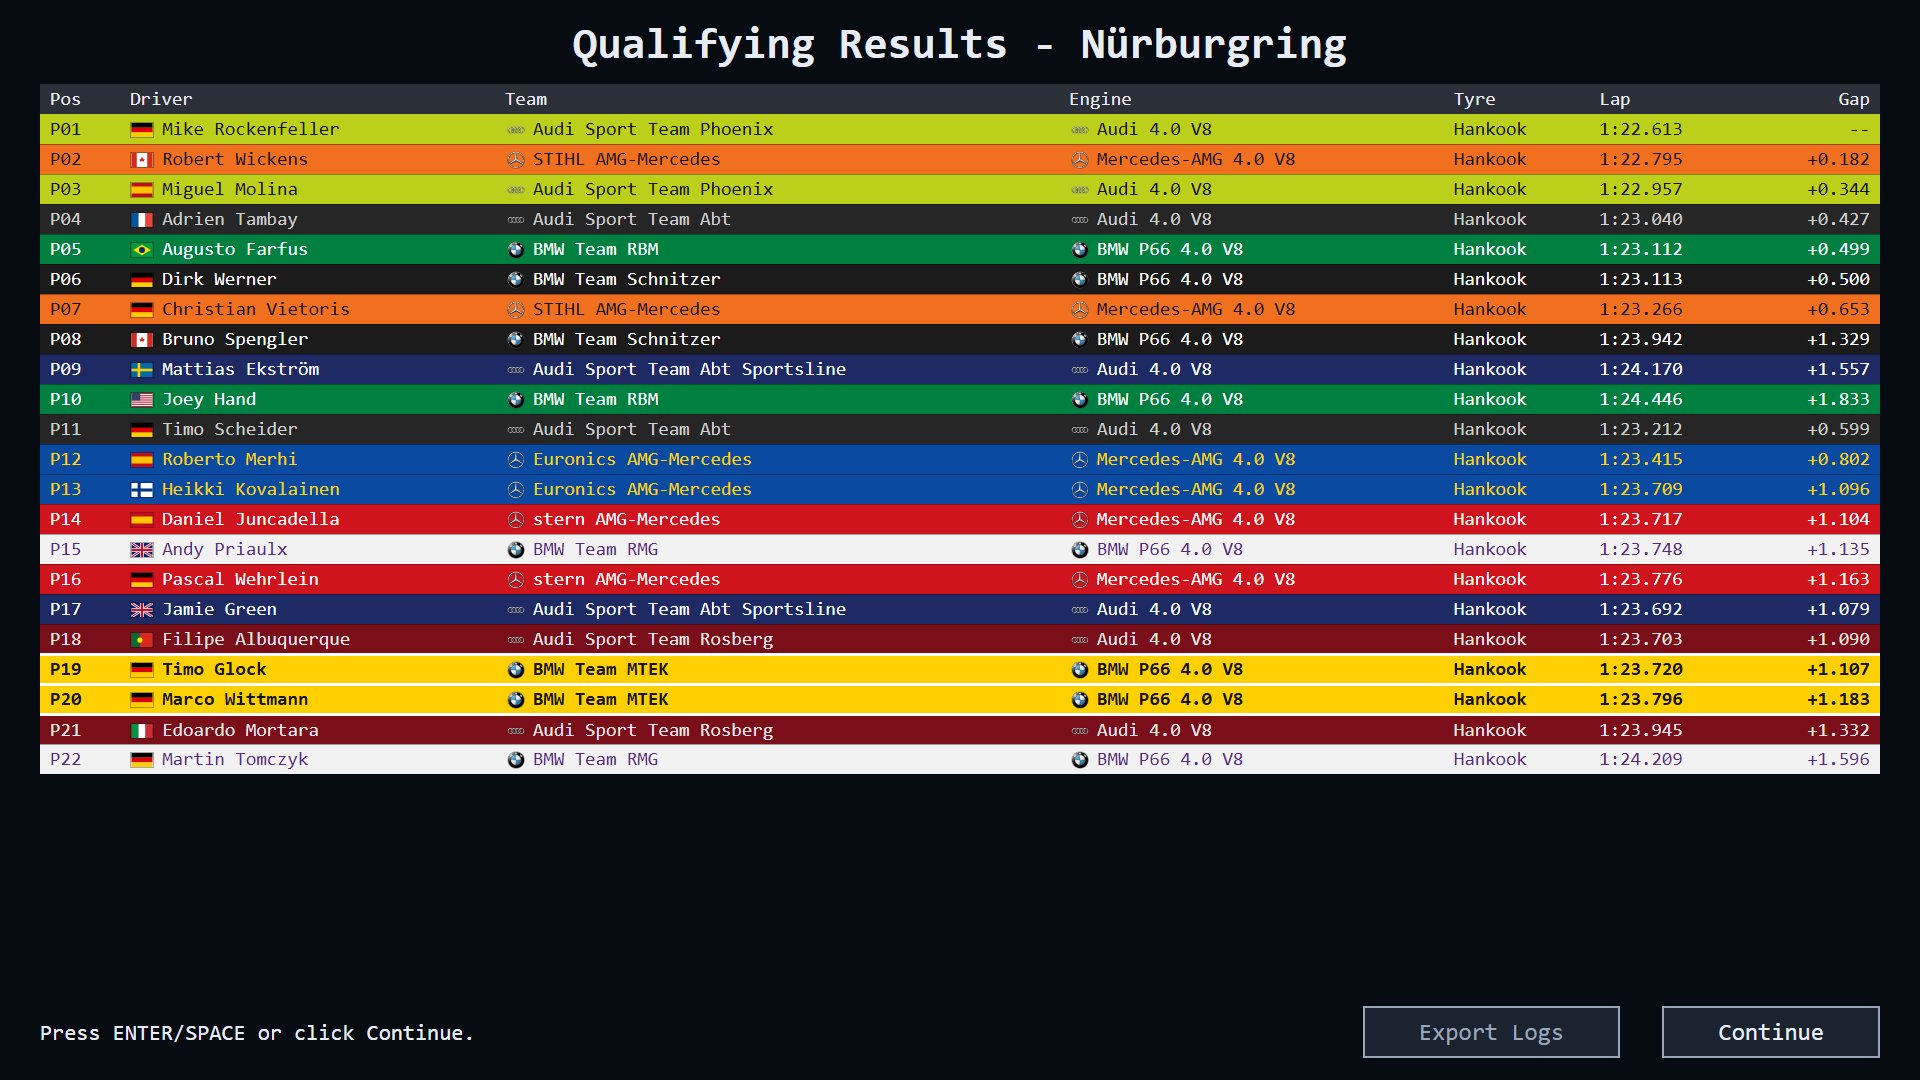 Qualifying Results - Nürburgring
Pos Driver Team Engine Tyre Lap Gap
P01 Mike Rockenfeller Audi Sport Team Phoenix Audi 4.0 V8 Hankook 1:22.613 --
P02 Robert Wickens STIHL AMG-Mercedes Mercedes-AMG 4.0 V8 Hankook 1:22.795 +0.182
P03 Miguel Molina Audi Sport Team Phoenix Audi 4.0 V8 Hankook 1:22.957 +0.344
P04 Adrien Tambay Audi Sport Team Abt Audi 4.0 V8 Hankook 1:23.040 +0.427
P05 Augusto Farfus BMW Team RBM BMW P66 4.0 V8 Hankook 1:23.112 +0.499
P06 Dirk Werner BMW Team Schnitzer BMW P66 4.0 V8 Hankook 1:23.113 +0.500
P07 Christian Vietoris STIHL AMG-Mercedes Mercedes-AMG 4.0 V8 Hankook 1:23.266 +0.653
P08 Bruno Spengler BMW Team Schnitzer BMW P66 4.0 V8 Hankook 1:23.942 +1.329
P09 Mattias Ekström Audi Sport Team Abt Sportsline Audi 4.0 V8 Hankook 1:24.170 +1.557
P10 Joey Hand BMW Team RBM BMW P66 4.0 V8 Hankook 1:24.446 +1.833
P11 Timo Scheider Audi Sport Team Abt Audi 4.0 V8 Hankook 1:23.212 +0.599
P12 Roberto Merhi Euronics AMG-Mercedes Mercedes-AMG 4.0 V8 Hankook 1:23.415 +0.802
P13 Heikki Kovalainen Euronics AMG-Mercedes Mercedes-AMG 4.0 V8 Hankook 1:23.709 +1.096
P14 Daniel Juncadella stern AMG-Mercedes Mercedes-AMG 4.0 V8 Hankook 1:23.717 +1.104
P15 Andy Priaulx BMW Team RMG BMW P66 4.0 V8 Hankook 1:23.748 +1.135
P16 Pascal Wehrlein stern AMG-Mercedes Mercedes-AMG 4.0 V8 Hankook 1:23.776 +1.163
P17 Jamie Green Audi Sport Team Abt Sportsline Audi 4.0 V8 Hankook 1:23.692 +1.079
P18 Filipe Albuquerque Audi Sport Team Rosberg Audi 4.0 V8 Hankook 1:23.703 +1.090
P19 Timo Glock BMW Team MTEK BMW P66 4.0 V8 Hankook 1:23.720 +1.107
P20 Marco Wittmann BMW Team MTEK BMW P66 4.0 V8 Hankook 1:23.796 +1.183
P21 Edoardo Mortara Audi Sport Team Rosberg Audi 4.0 V8 Hankook 1:23.945 +1.332
P22 Martin Tomczyk BMW Team RMG BMW P66 4.0 V8 Hankook 1:24.209 +1.596
Press ENTER/SPACE or click Continue.
Export Logs
Continue